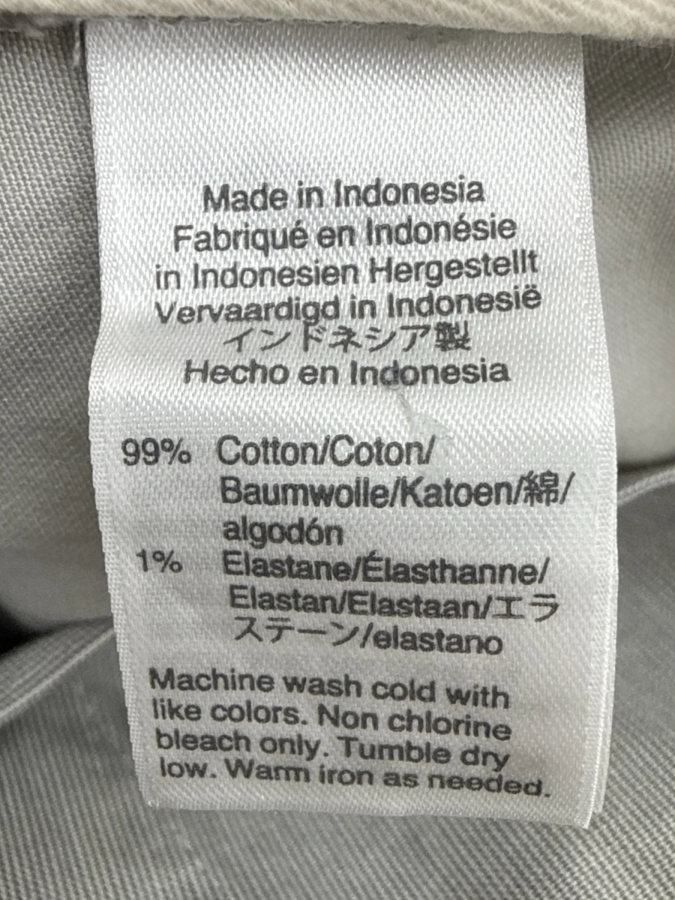 Made in Indonesia
Fabriqué en Indonésie
in Indonesien Hergestellt
Vervaardigd in Indonesië
インドネシア製
Hecho en Indonesia
99% Cotton/Coton/
Baumwolle/Katoen/綿/
algodón
1% Elastane/Élasthanne/
Elastan/Elastaan/エラ
ステーン/elastano
Machine wash cold with
like colors. Non chlorine
bleach only. Tumble dry
low. Warm iron as needed.